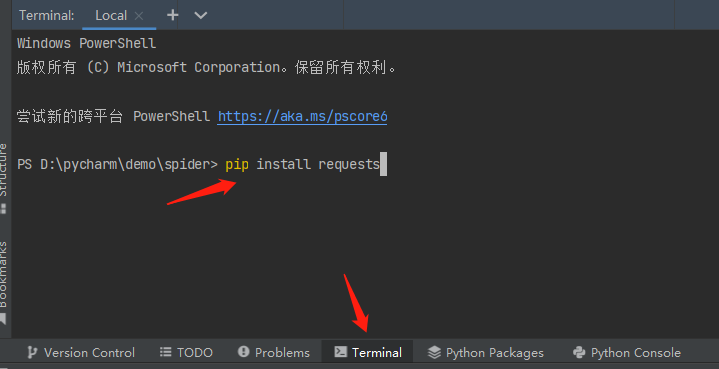 Terminal: Local × + ∨
Windows PowerShell
版权所有 (C) Microsoft Corporation。保留所有权利。
尝试新的跨平台 PowerShell https://aka.ms/pscore6
PS D:\pycharm\demo\spider> pip install requests
Structure
Bookmarks
Version Control TODO Problems Terminal Python Packages Python Console